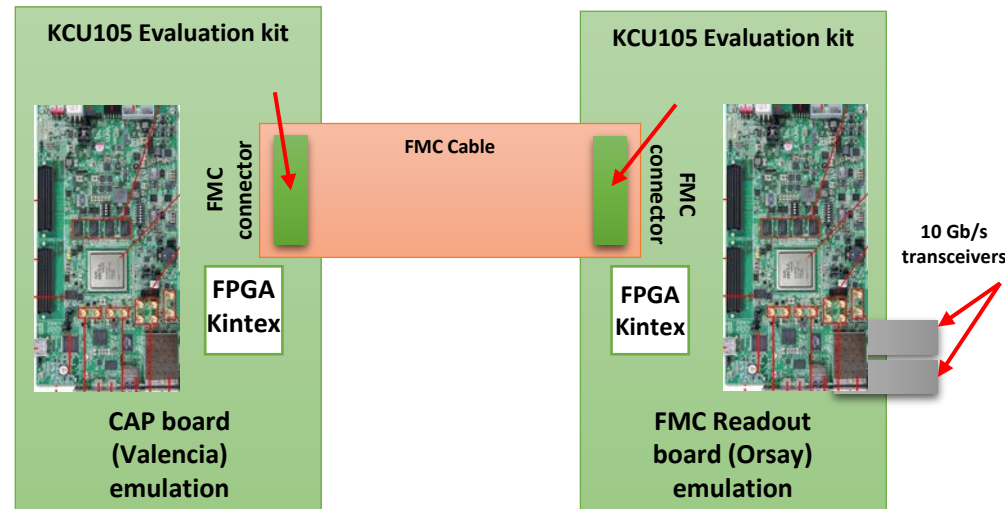 KCU105 Evaluation kit
KCU105 Evaluation kit
FMC
connector
FMC Cable
FMC
connector
10 Gb/s
transceivers
FPGA
Kintex
FPGA
Kintex
CAP board
(Valencia)
emulation
FMC Readout
board (Orsay)
emulation